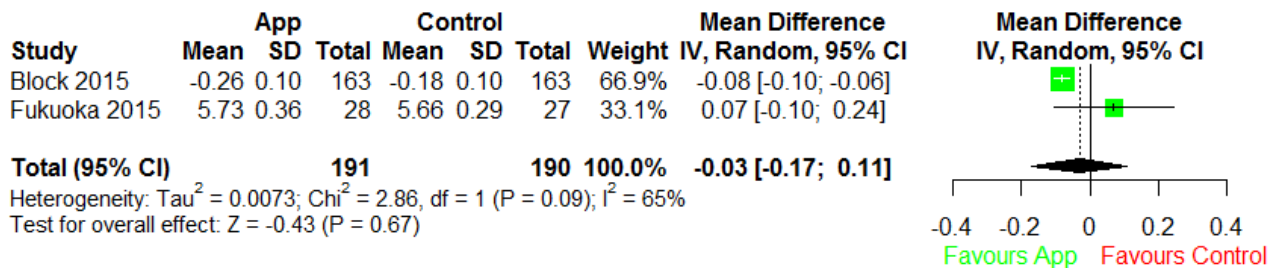 App Control Mean Difference Mean Difference
Study Mean SD Total Mean SD Total Weight IV, Random, 95% CI IV, Random, 95% CI
Block 2015 -0.26 0.10 163 -0.18 0.10 163 66.9% -0.08 [-0.10; -0.06]
Fukuoka 2015 5.73 0.36 28 5.66 0.29 27 33.1% 0.07 [-0.10; 0.24]
Total (95% CI) 191 190 100.0% -0.03 [-0.17; 0.11]
Heterogeneity: Tau² = 0.0073; Chi² = 2.86, df = 1 (P = 0.09); I² = 65%
Test for overall effect: Z = -0.43 (P = 0.67)
-0.4 -0.2 0 0.2 0.4
Favours App Favours Control